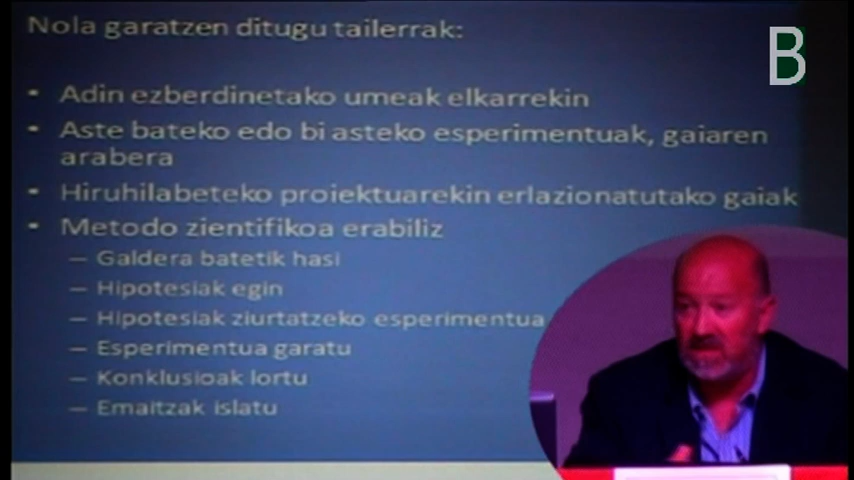 B
Nola garatzen ditugu tailerrak:
• Adin ezberdinetako umeak elkarrekin
• Aste bateko edo bi asteko esperimentuak, gaiaren
arabera
• Hiruhilabeteko proiektuarekin erlazionatutako gaiak
• Metodo zientifikoa erabiliz
– Galdera batetik hasi
– Hipotesiak egin
– Hipotesiak ziurtatzeko esperimentua
– Esperimentua garatu
– Konklusioak lortu
– Emaitzak islatu